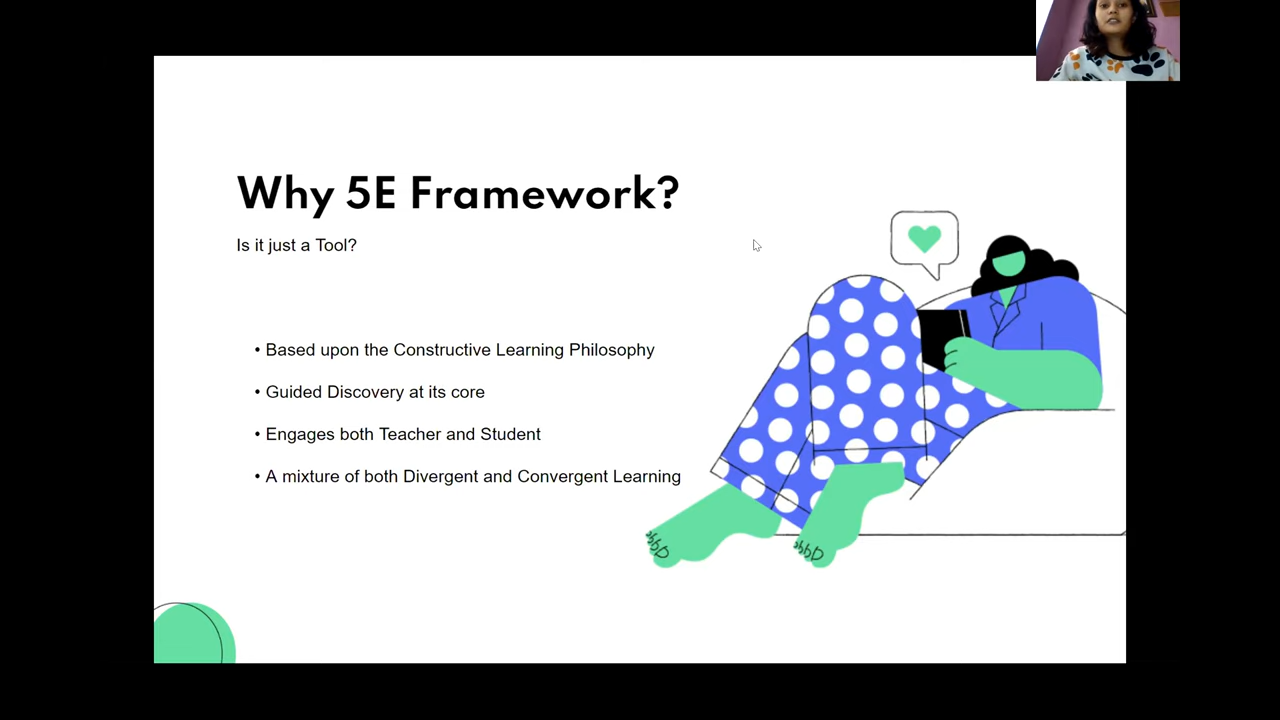 Why 5E Framework?
Is it just a Tool?
• Based upon the Constructive Learning Philosophy
• Guided Discovery at its core
• Engages both Teacher and Student
• A mixture of both Divergent and Convergent Learning